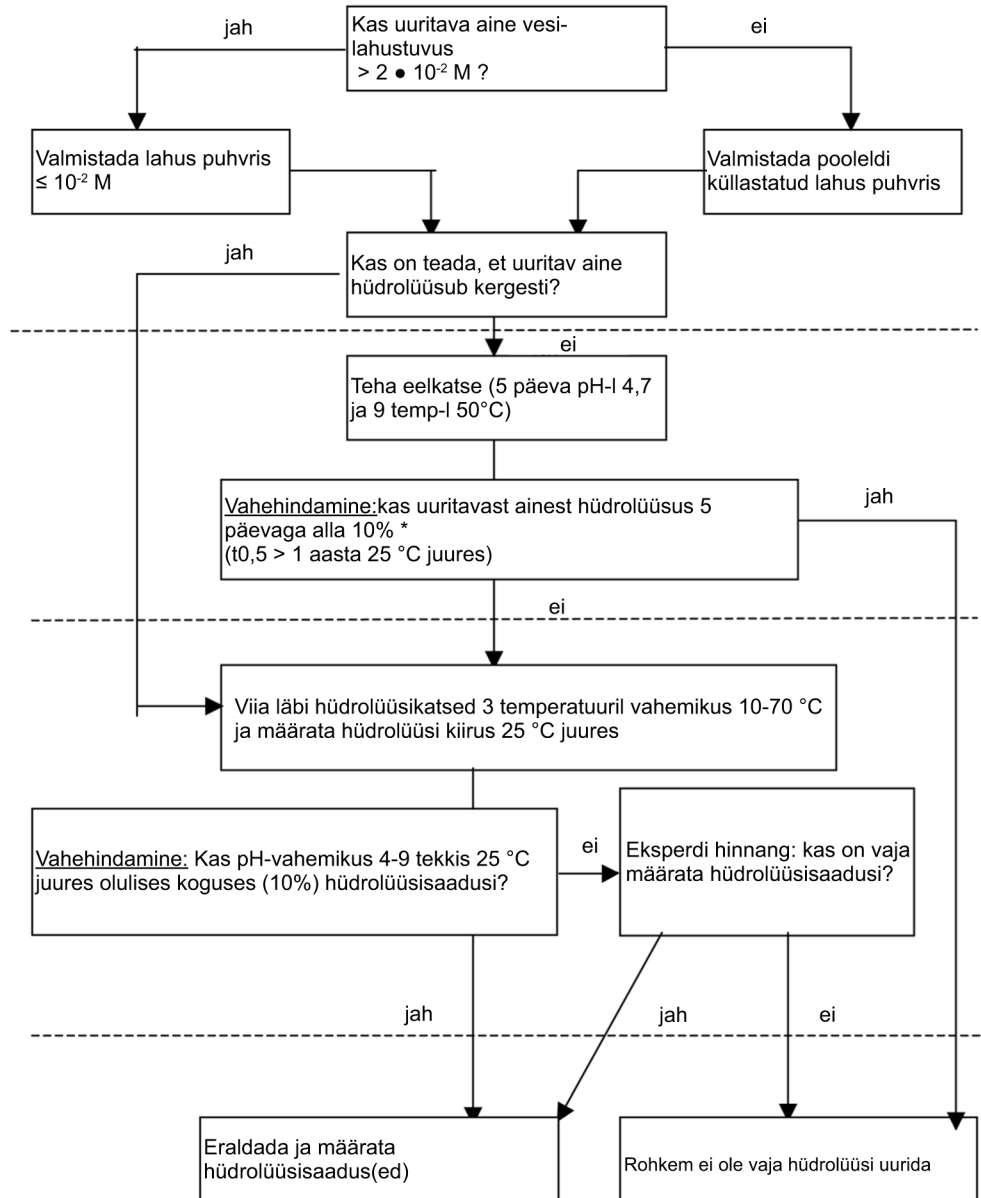 Kas uuritava aine vesi-
lahustuvus
> 2 ● 10⁻² M ?
jah
ei
Valmistada lahus puhvris
≤ 10⁻² M
Valmistada pooleldi
küllastatud lahus puhvris
Kas on teada, et uuritav aine
hüdrolüüsub kergesti?
jah
ei
Teha eelkatse (5 päeva pH-l 4,7
ja 9 temp-l 50°C)
Vahehindamine:kas uuritavast ainest hüdrolüüsus 5
päevaga alla 10% *
(t0,5 > 1 aasta 25 °C juures)
jah
ei
Viia läbi hüdrolüüsikatsed 3 temperatuuril vahemikus 10-70 °C
ja määrata hüdrolüüsi kiirus 25 °C juures
Vahehindamine: Kas pH-vahemikus 4-9 tekkis 25 °C
juures olulises koguses (10%) hüdrolüüsisaadusi?
ei
Eksperdi hinnang: kas on vaja
määrata hüdrolüüsisaadusi?
jah
jah
ei
Eraldada ja määrata
hüdrolüüsisaadus(ed)
Rohkem ei ole vaja hüdrolüüsi uurida